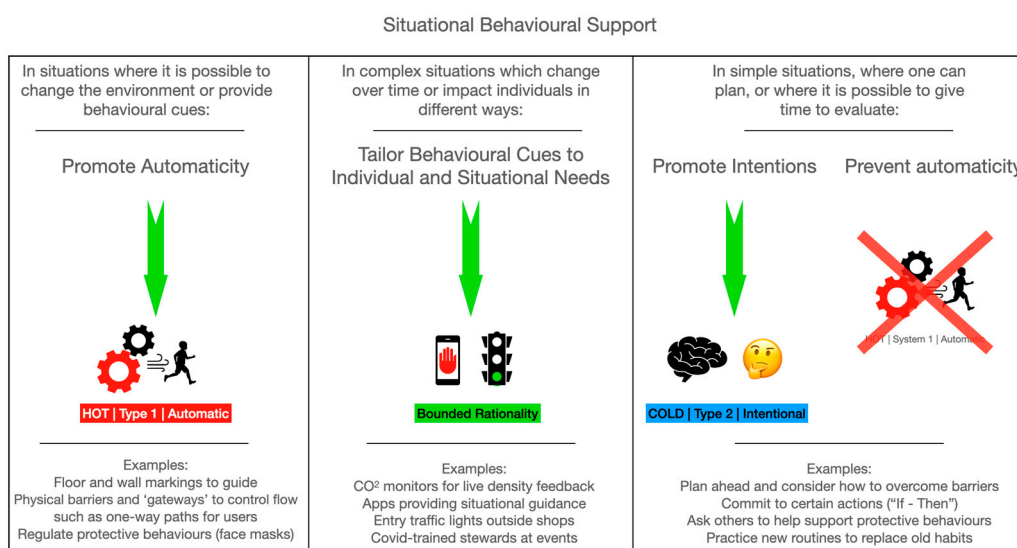 Situational Behavioural Support
In situations where it is possible to
change the environment or provide
behavioural cues:
Promote Automaticity
HOT | Type 1 | Automatic
Examples:
Floor and wall markings to guide
Physical barriers and ‘gateways’ to control flow
such as one-way paths for users
Regulate protective behaviours (face masks)
In complex situations which change
over time or impact individuals in
different ways:
Tailor Behavioural Cues to
Individual and Situational Needs
Bounded Rationality
Examples:
CO² monitors for live density feedback
Apps providing situational guidance
Entry traffic lights outside shops
Covid-trained stewards at events
In simple situations, where one can
plan, or where it is possible to give
time to evaluate:
Promote Intentions
COLD | Type 2 | Intentional
Prevent automaticity
HOT | System 1 | Automatic
Examples:
Plan ahead and consider how to overcome barriers
Commit to certain actions (“If - Then”)
Ask others to help support protective behaviours
Practice new routines to replace old habits